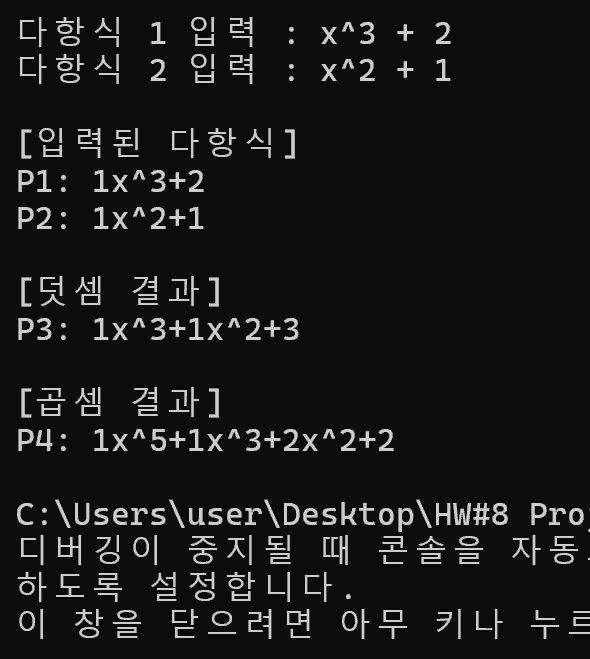 다항식 1 입력 : x^3 + 2
다항식 2 입력 : x^2 + 1
[입력된 다항식]
P1: 1x^3+2
P2: 1x^2+1
[덧셈 결과]
P3: 1x^3+1x^2+3
[곱셈 결과]
P4: 1x^5+1x^3+2x^2+2
C:\Users\user\Desktop\HW#8 Pro
디버깅이 중지될 때 콘솔을 자동
하도록 설정합니다.
이 창을 닫으려면 아무 키나 누르